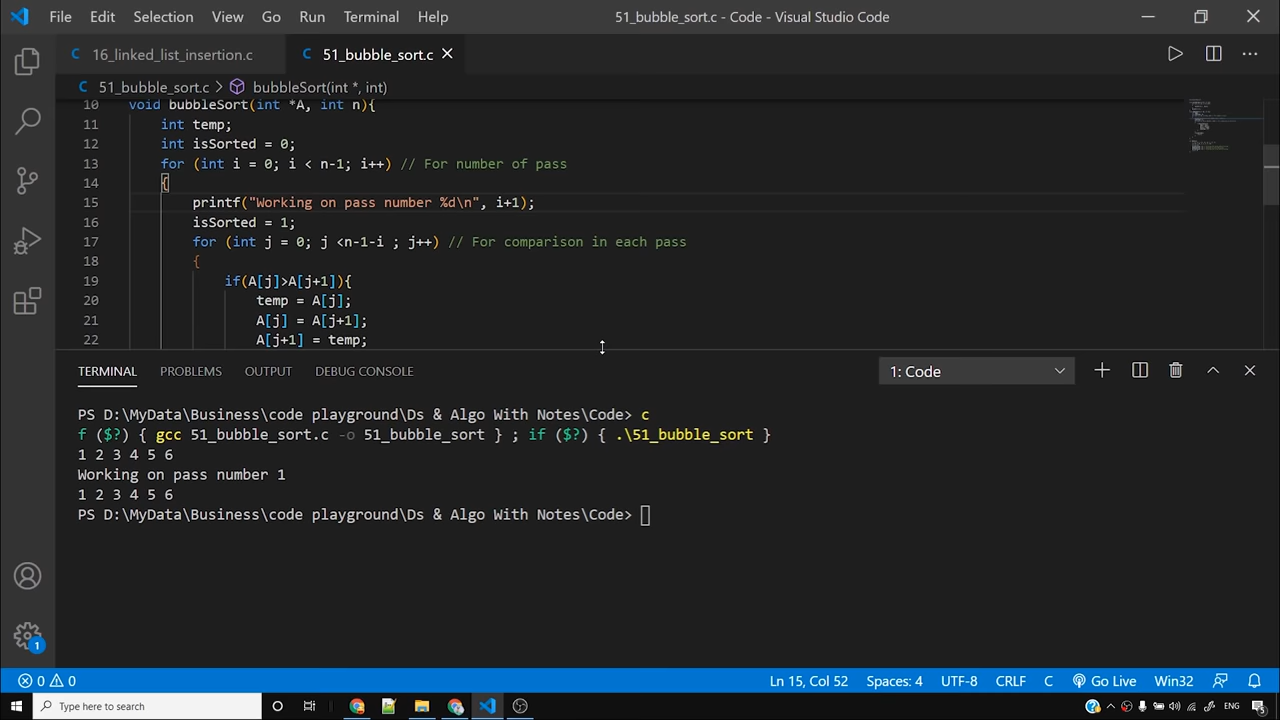 File Edit Selection View Go Run Terminal Help 51_bubble_sort.c - Code - Visual Studio Code
C 16_linked_list_insertion.c C 51_bubble_sort.c
C 51_bubble_sort.c > bubbleSort(int *, int)
10 void bubbleSort(int *A, int n){
11 int temp;
12 int isSorted = 0;
13 for (int i = 0; i < n-1; i++) // For number of pass
14 {
15 printf("Working on pass number %d\n", i+1);
16 isSorted = 1;
17 for (int j = 0; j <n-1-i ; j++) // For comparison in each pass
18 {
19 if(A[j]>A[j+1]){
20 temp = A[j];
21 A[j] = A[j+1];
22 A[j+1] = temp;
TERMINAL PROBLEMS OUTPUT DEBUG CONSOLE 1: Code
PS D:\MyData\Business\code playground\Ds & Algo With Notes\Code> c
f ($?) { gcc 51_bubble_sort.c -o 51_bubble_sort } ; if ($?) { .\51_bubble_sort }
1 2 3 4 5 6
Working on pass number 1
1 2 3 4 5 6
PS D:\MyData\Business\code playground\Ds & Algo With Notes\Code>
1
0 0 Ln 15, Col 52 Spaces: 4 UTF-8 CRLF C Go Live Win32
Type here to search ENG